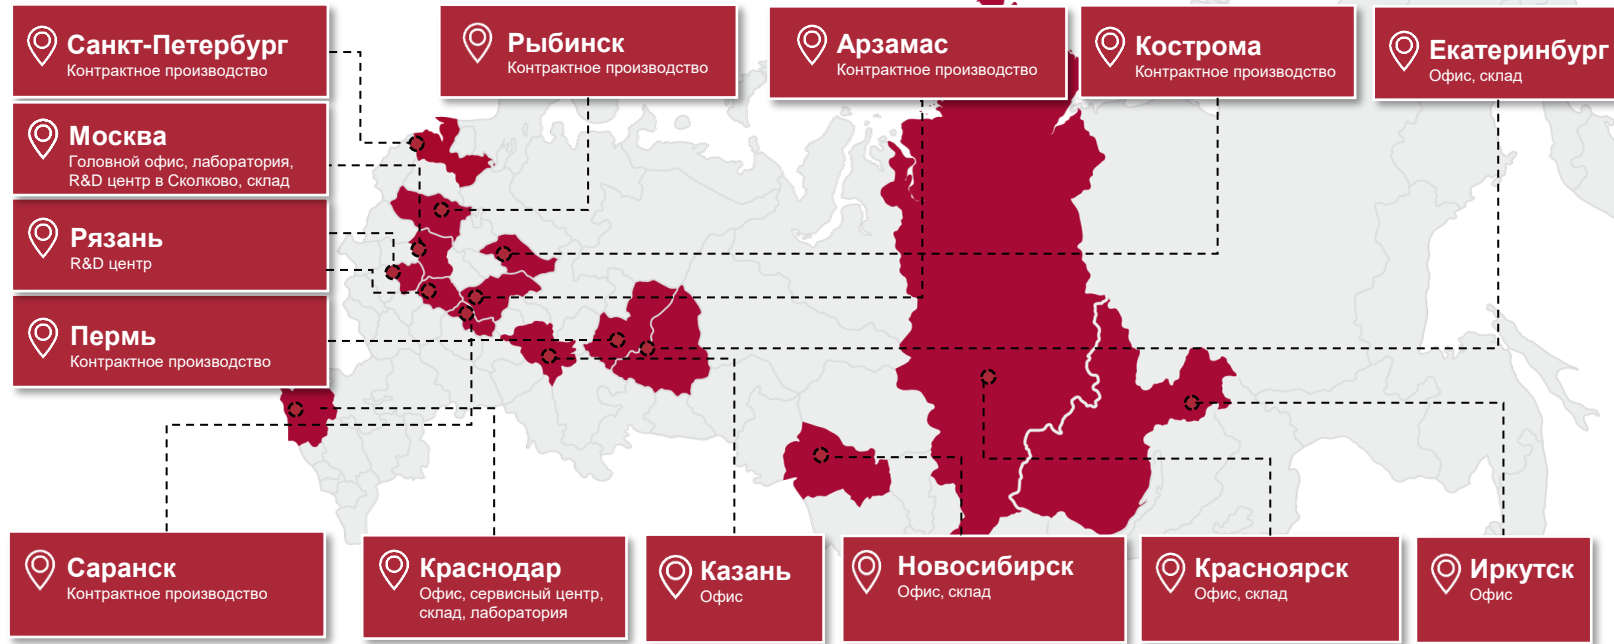 Санкт-Петербург
Контрактное производство
Рыбинск
Контрактное производство
Арзамас
Контрактное производство
Кострома
Контрактное производство
Екатеринбург
Офис, склад
Москва
Головной офис, лаборатория,
R&D центр в Сколково, склад
Рязань
R&D центр
Пермь
Контрактное производство
Саранск
Контрактное производство
Краснодар
Офис, сервисный центр,
склад, лаборатория
Казань
Офис
Новосибирск
Офис, склад
Красноярск
Офис, склад
Иркутск
Офис